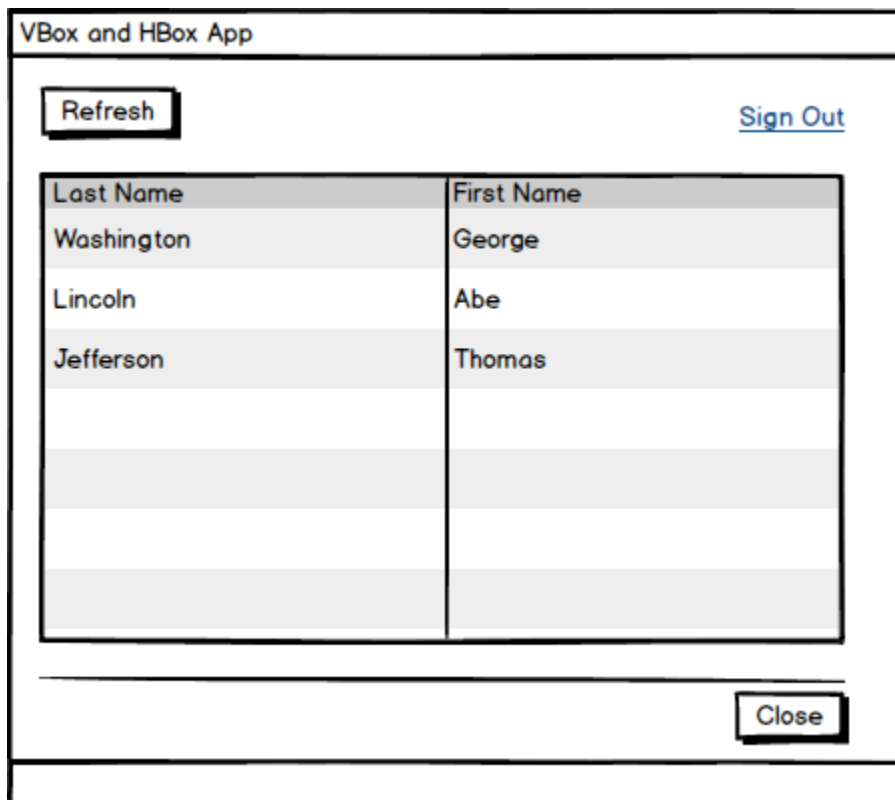 VBox and HBox App
Refresh
Sign Out
Last Name First Name
Washington George
Lincoln Abe
Jefferson Thomas
Close